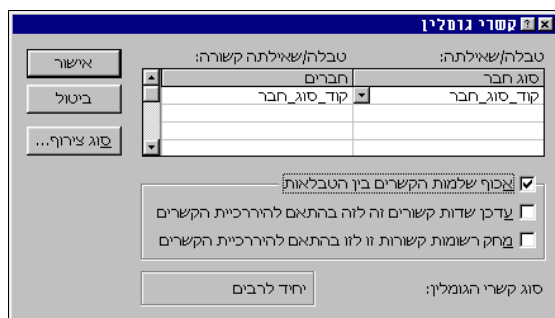 קשרי גומלין
טבלה/שאילתה: טבלה/שאילתה קשורה:
סוג חבר חברים
קוד_סוג_חבר קוד_סוג_חבר
אישור
ביטול
סוג צירוף...
אכוף שלמות הקשרים בין הטבלאות
עדכן שדות קשורים זה לזה בהתאם להיררכיית הקשרים
מחק רשומות קשורות זו לזו בהתאם להיררכיית הקשרים
סוג קשרי הגומלין: יחיד לרבים